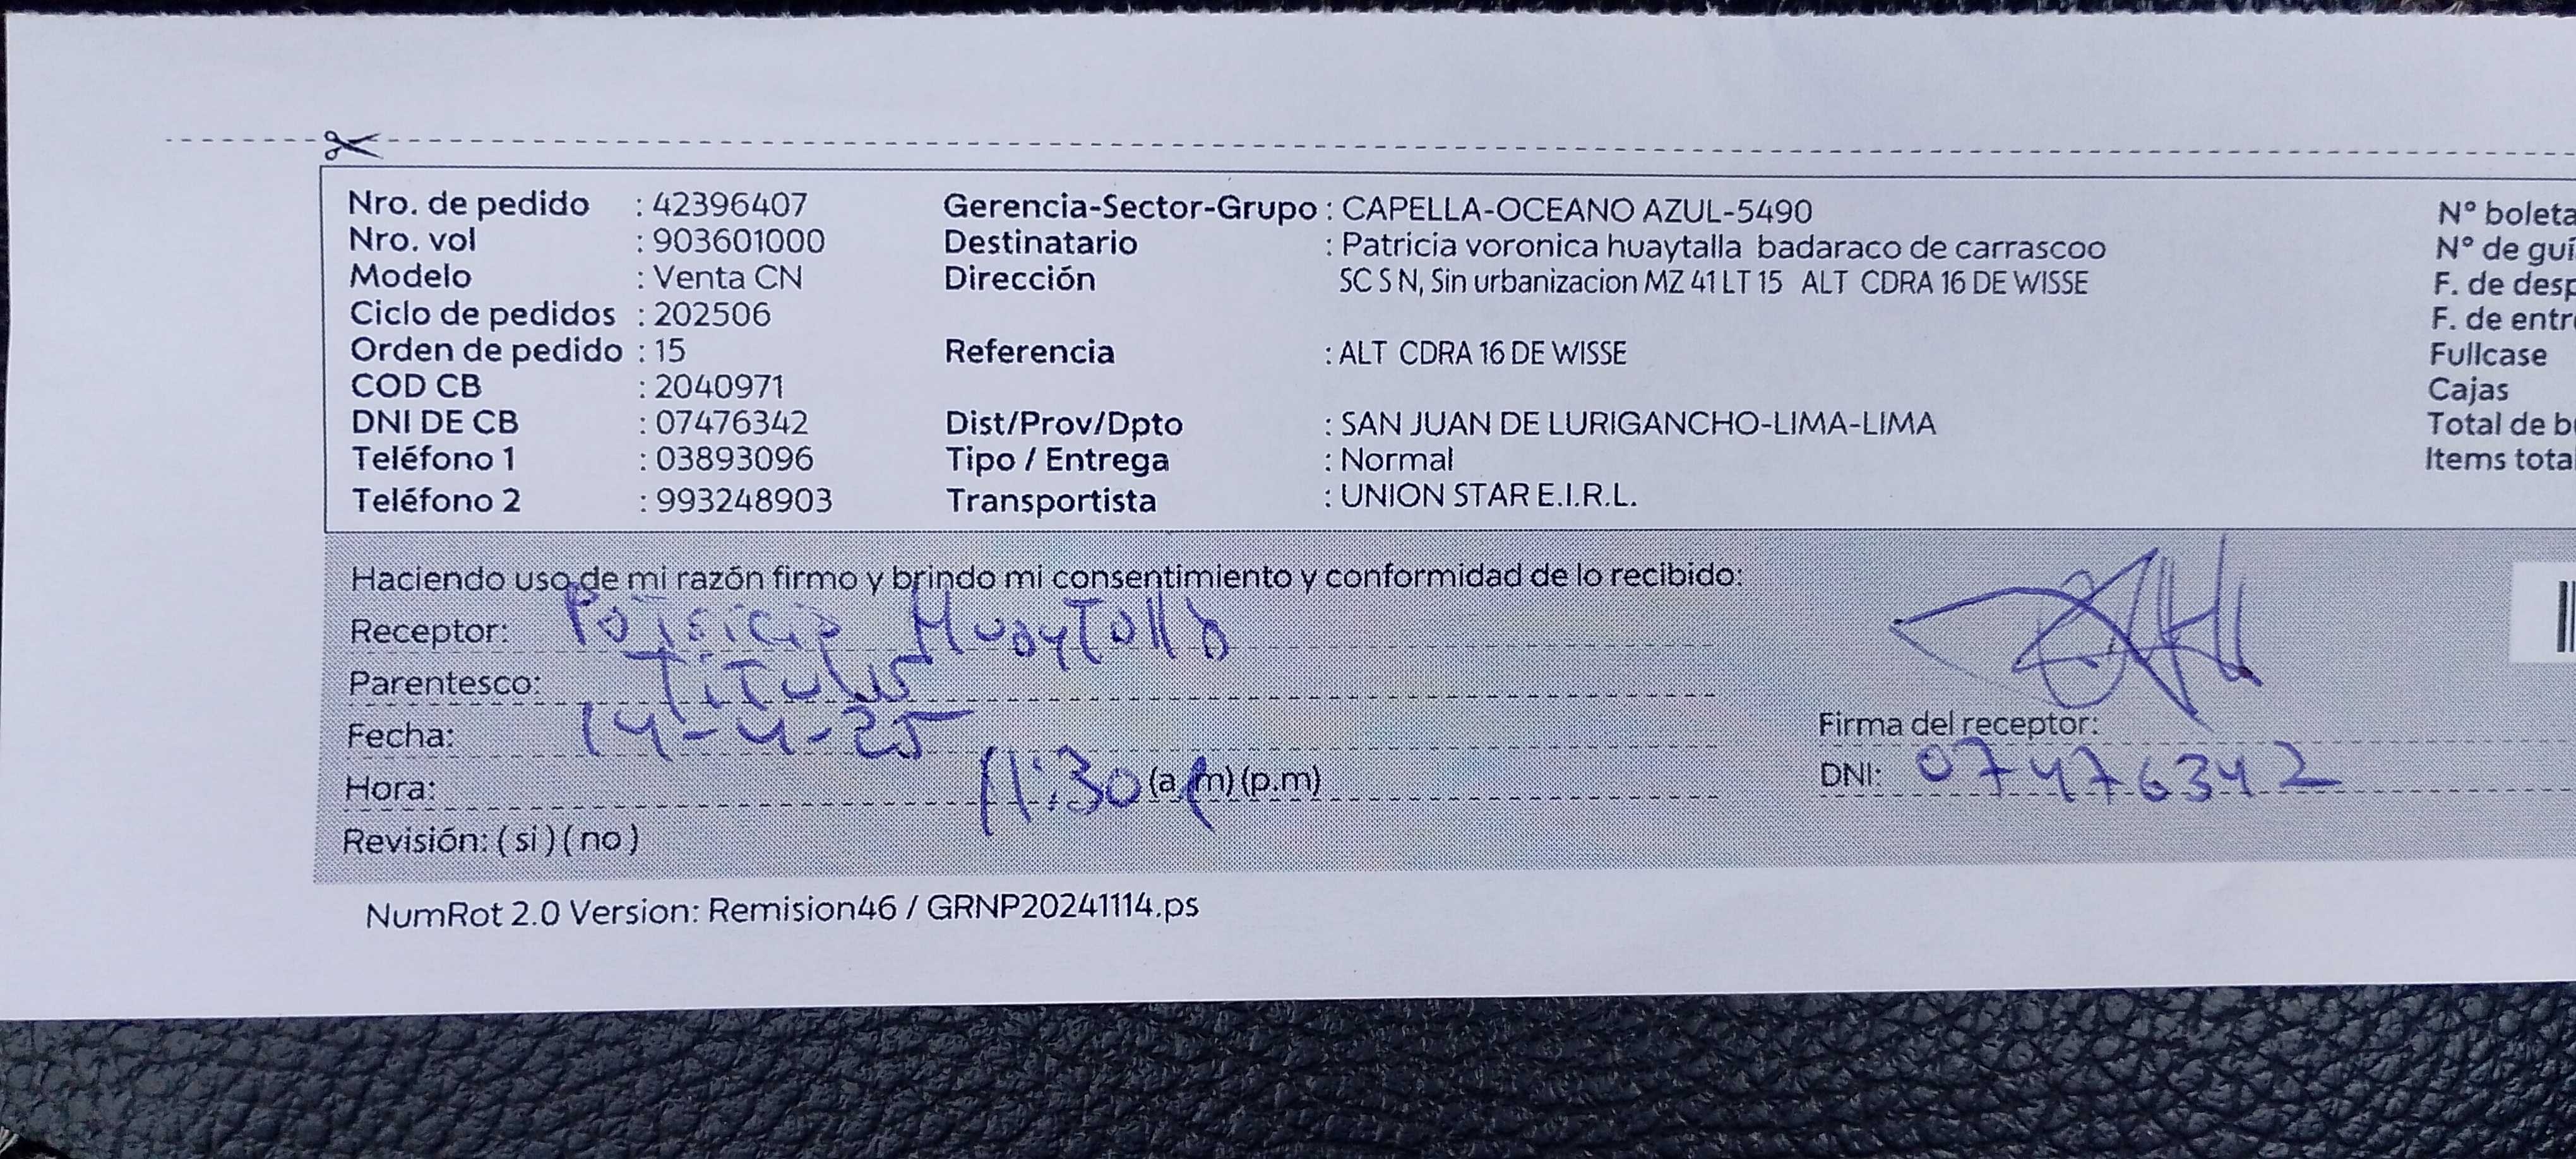 Nro. de pedido : 42396407 Gerencia-Sector-Grupo : CAPELLA-OCEANO AZUL-5490 N° boleta
Nro. vol : 903601000 Destinatario : Patricia voronica huaytalla badaraco de carrascoo N° de guí
Modelo : Venta CN Dirección SC S N, Sin urbanizacion MZ 41 LT 15 ALT CDRA 16 DE WISSE F. de desp
Ciclo de pedidos : 202506 F. de entre
Orden de pedido : 15 Referencia : ALT CDRA 16 DE WISSE Fullcase
COD CB : 2040971 Cajas
DNI DE CB : 07476342 Dist/Prov/Dpto : SAN JUAN DE LURIGANCHO-LIMA-LIMA Total de bu
Teléfono 1 : 03893096 Tipo / Entrega : Normal Items total
Teléfono 2 : 993248903 Transportista : UNION STAR E.I.R.L.
Haciendo uso de mi razón firmo y brindo mi consentimiento y conformidad de lo recibido:
Receptor: Patricia Huaytalla
Parentesco: Titular
Fecha: 14-4-25 Firma del receptor:
Hora: 11:30 (a.m) (p.m) DNI: 07476342
Revisión: ( si ) ( no )
NumRot 2.0 Version: Remision46 / GRNP20241114.ps